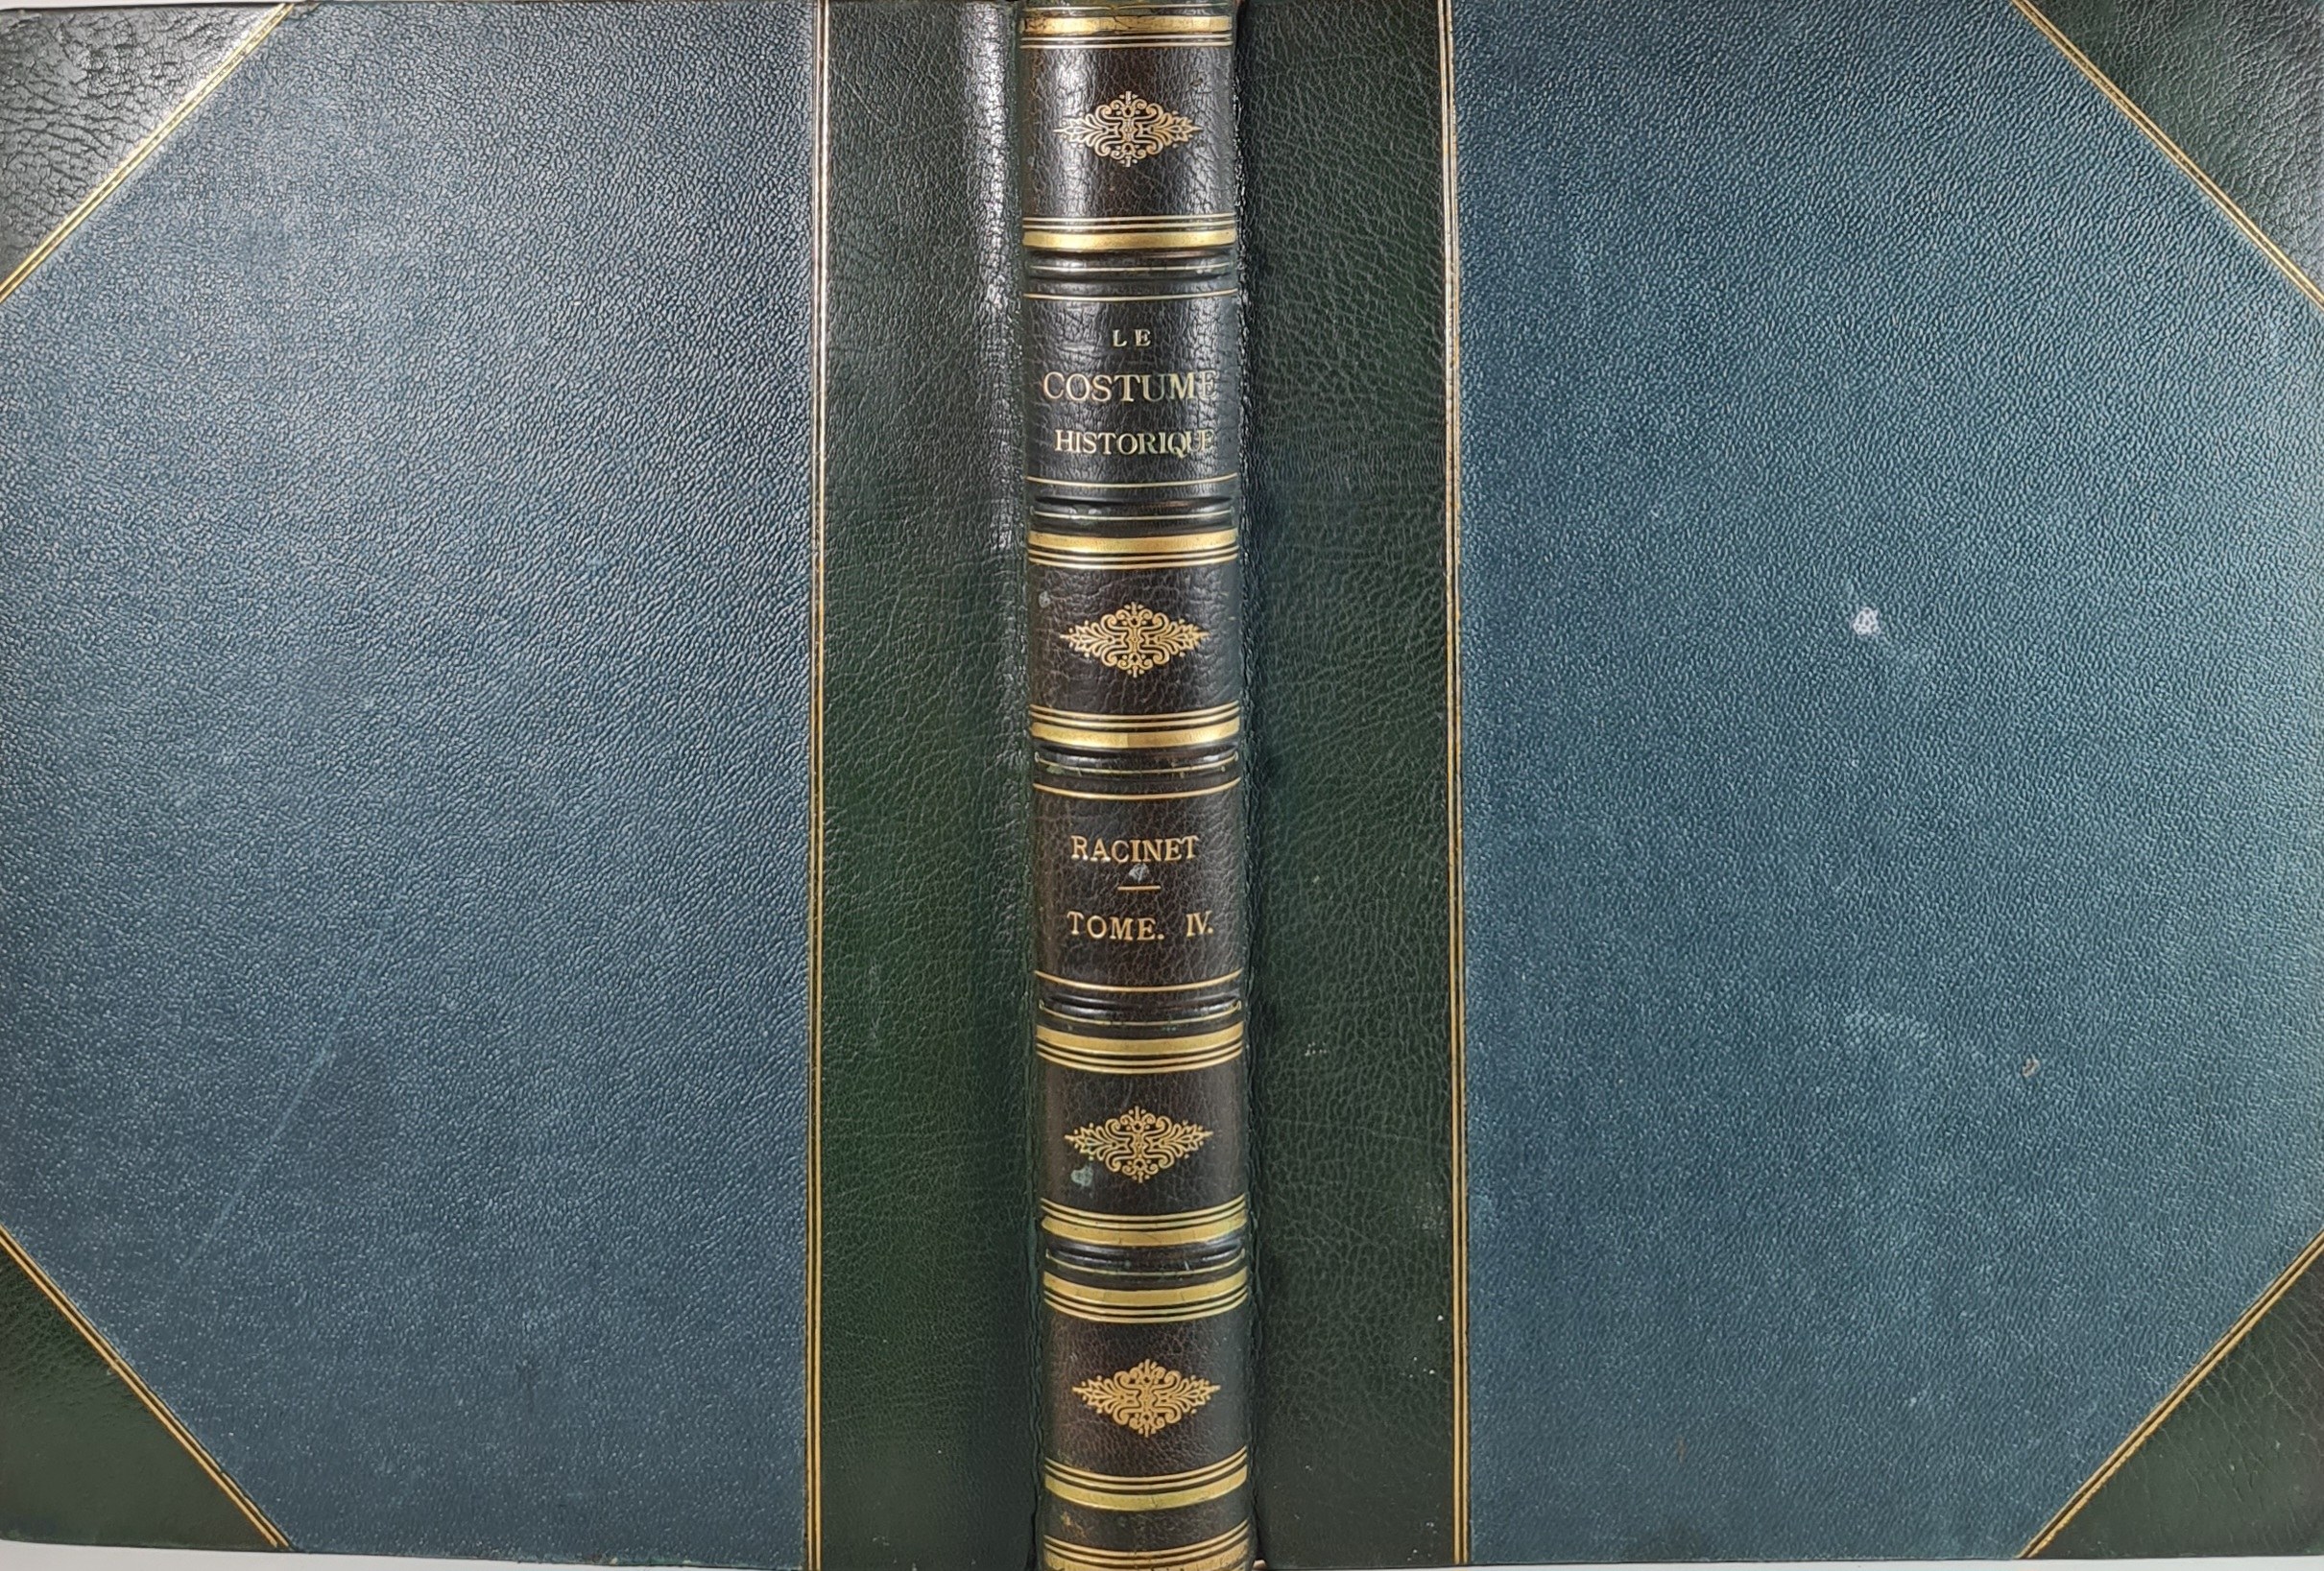 LE
COSTUME
HISTORIQUE
RACINET
TOME. IV.